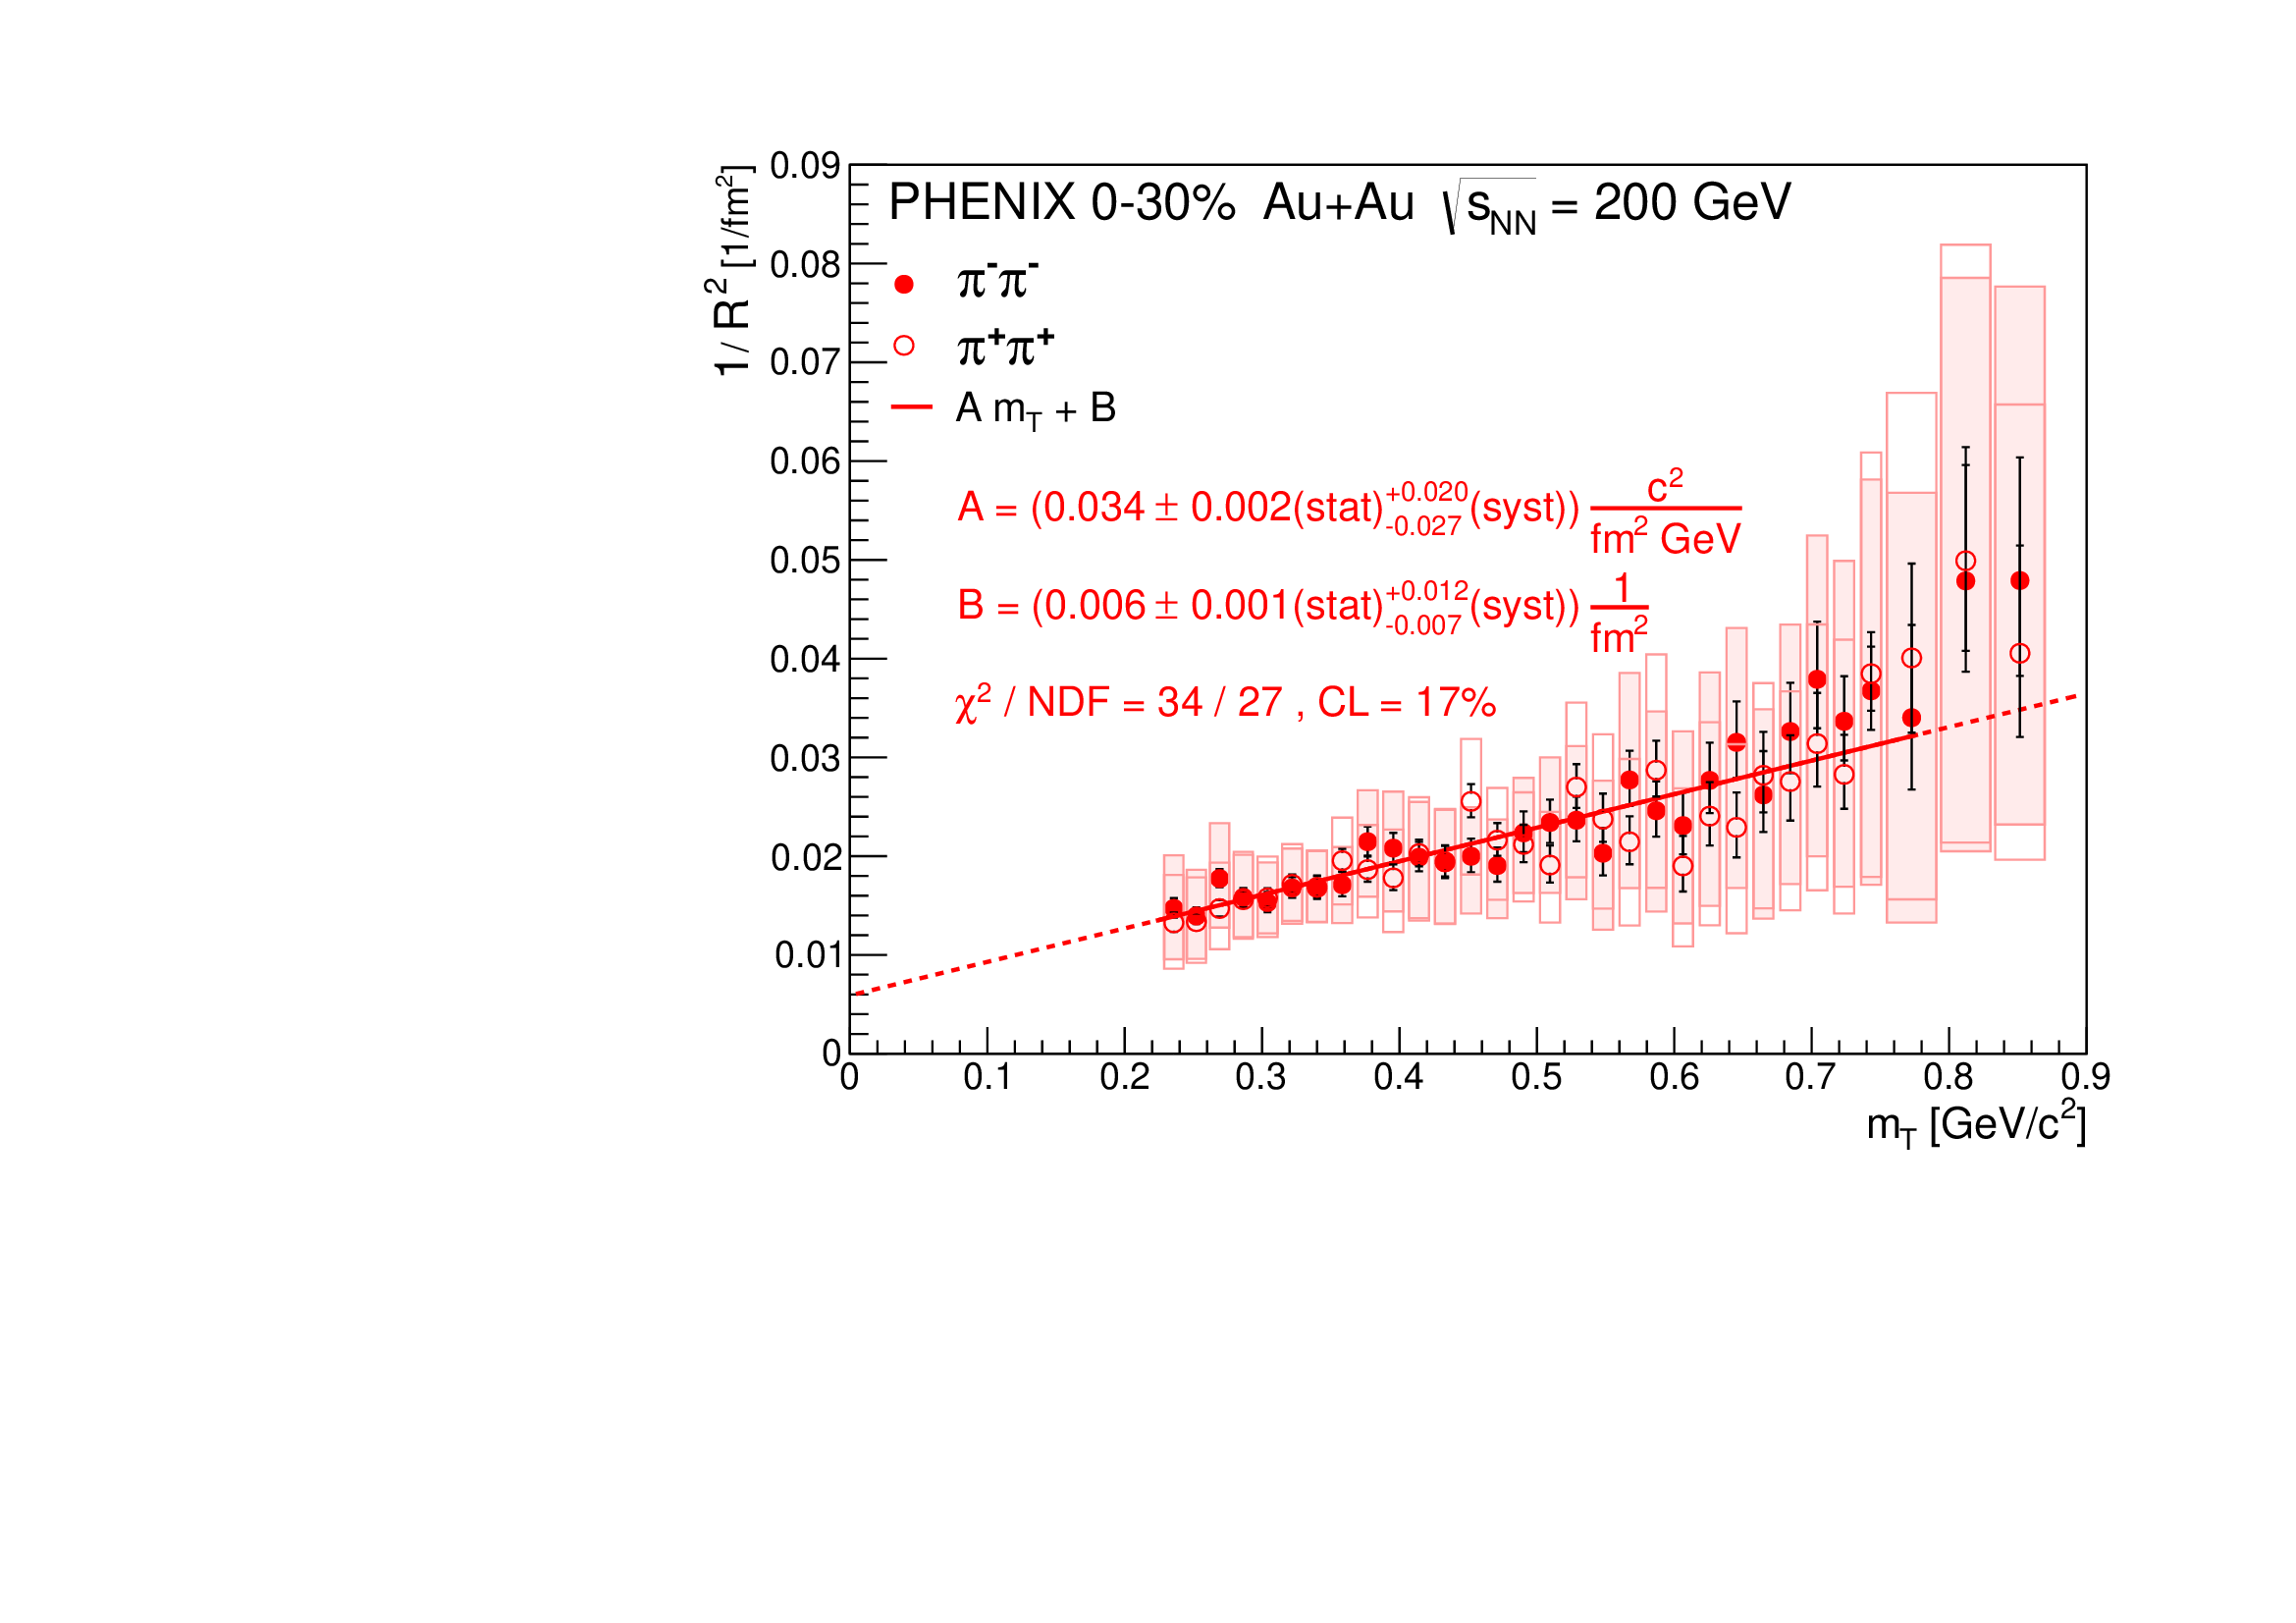 PHENIX 0-30% Au+Au √s_NN = 200 GeV
π⁻π⁻
π⁺π⁺
A m_T + B
A = (0.034 ± 0.002(stat) +0.020 -0.027 (syst)) c² / fm² GeV
B = (0.006 ± 0.001(stat) +0.012 -0.007 (syst)) 1 / fm²
χ² / NDF = 34 / 27 , CL = 17%
1 / R² [1/fm²]
0.09
0.08
0.07
0.06
0.05
0.04
0.03
0.02
0.01
0
0 0.1 0.2 0.3 0.4 0.5 0.6 0.7 0.8 0.9
m_T [GeV/c²]